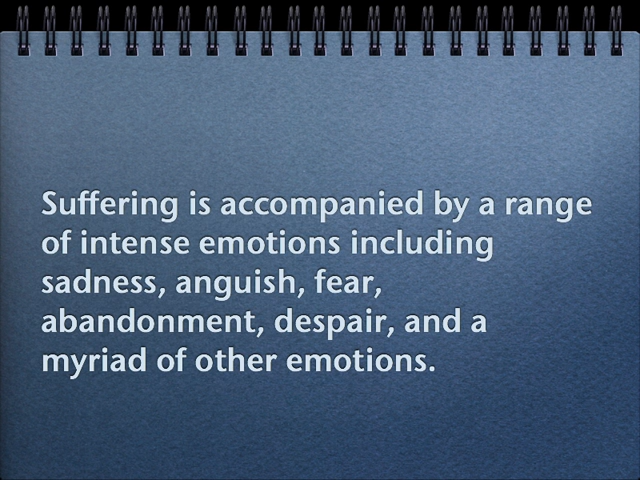 Suffering is accompanied by a range
of intense emotions including
sadness, anguish, fear,
abandonment, despair, and a
myriad of other emotions.